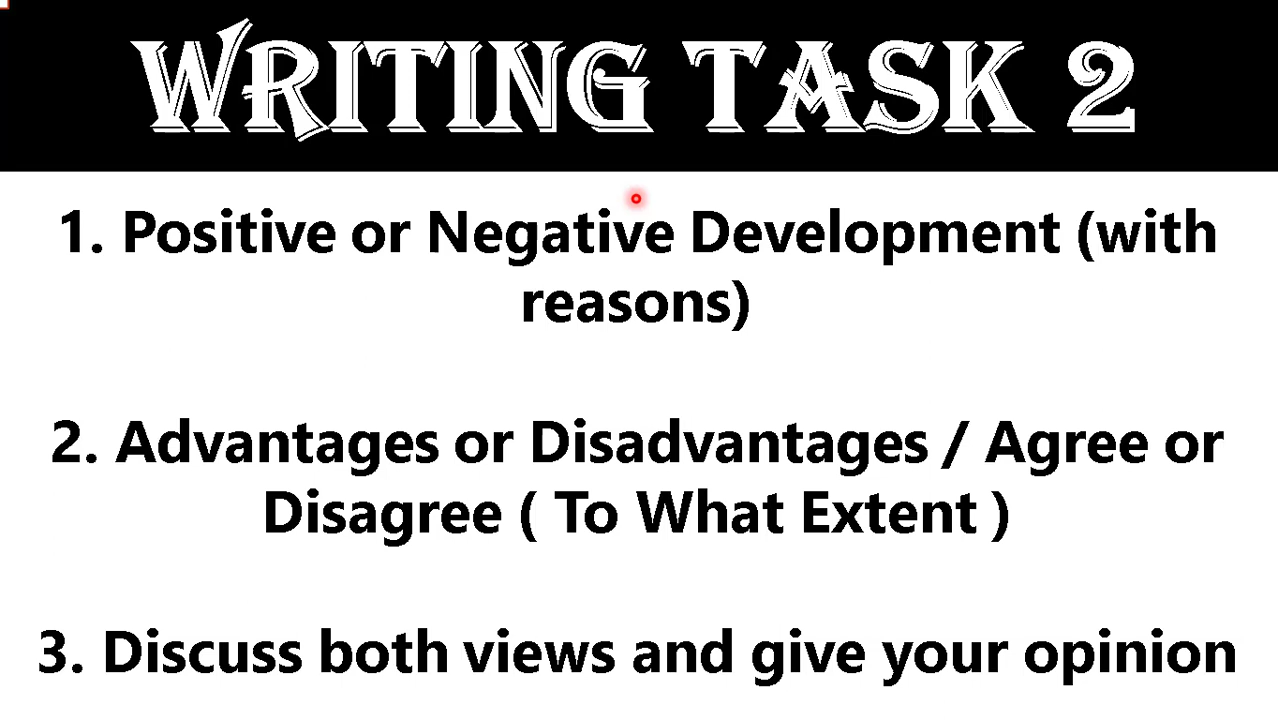 WRITING TASK 2
1. Positive or Negative Development (with
reasons)
2. Advantages or Disadvantages / Agree or
Disagree ( To What Extent )
3. Discuss both views and give your opinion